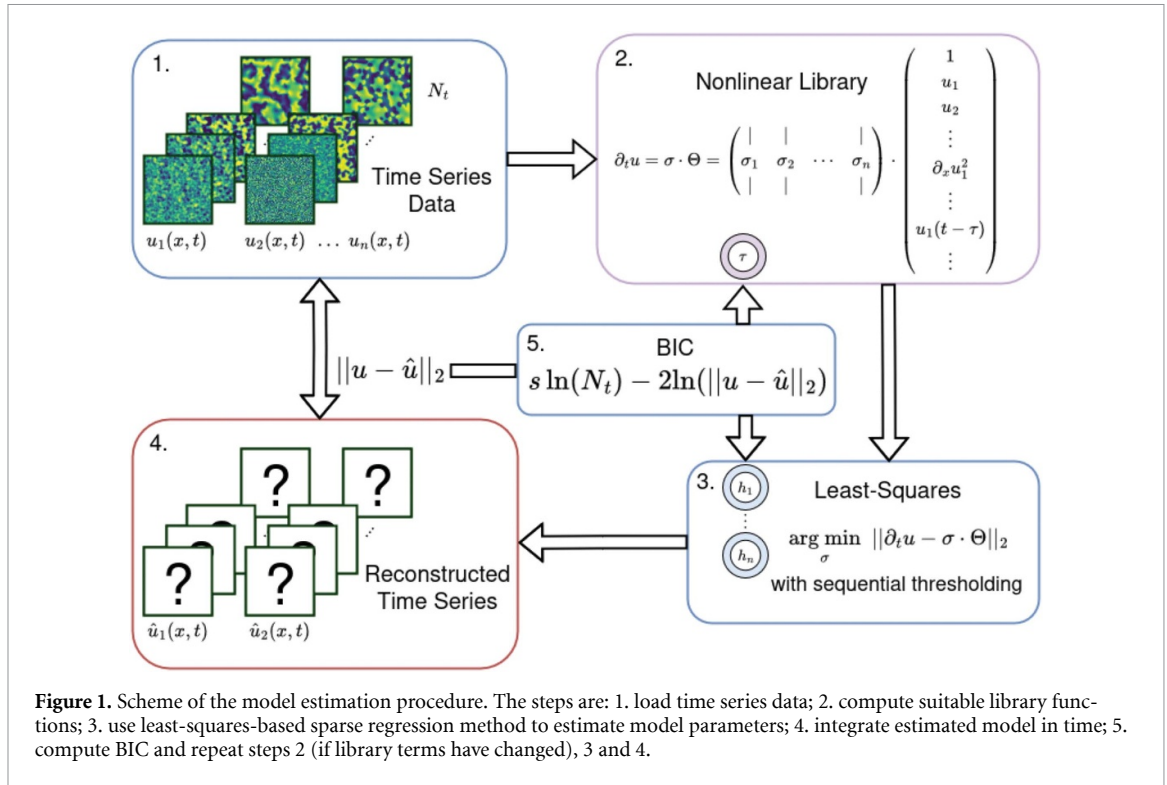 1.
N_t
Time Series
Data
u_1(x, t) u_2(x, t) ... u_n(x, t)
2.
Nonlinear Library
∂_t u = σ · Θ = ( | | | σ_1 σ_2 ⋯ σ_n | | | ) · ( 1 u_1 u_2 ⋮ ∂_x u_1^2 ⋮ u_1(t − τ) ⋮ )
τ
||u − û||_2
5.
BIC
s ln(N_t) − 2ln(||u − û||_2)
3.
h_1
⋮
h_n
Least-Squares
arg min ||∂_t u − σ · Θ||_2
σ
with sequential thresholding
4.
? ?
? ?
Reconstructed
Time Series
û_1(x, t) û_2(x, t)
Figure 1. Scheme of the model estimation procedure. The steps are: 1. load time series data; 2. compute suitable library func-
tions; 3. use least-squares-based sparse regression method to estimate model parameters; 4. integrate estimated model in time; 5.
compute BIC and repeat steps 2 (if library terms have changed), 3 and 4.